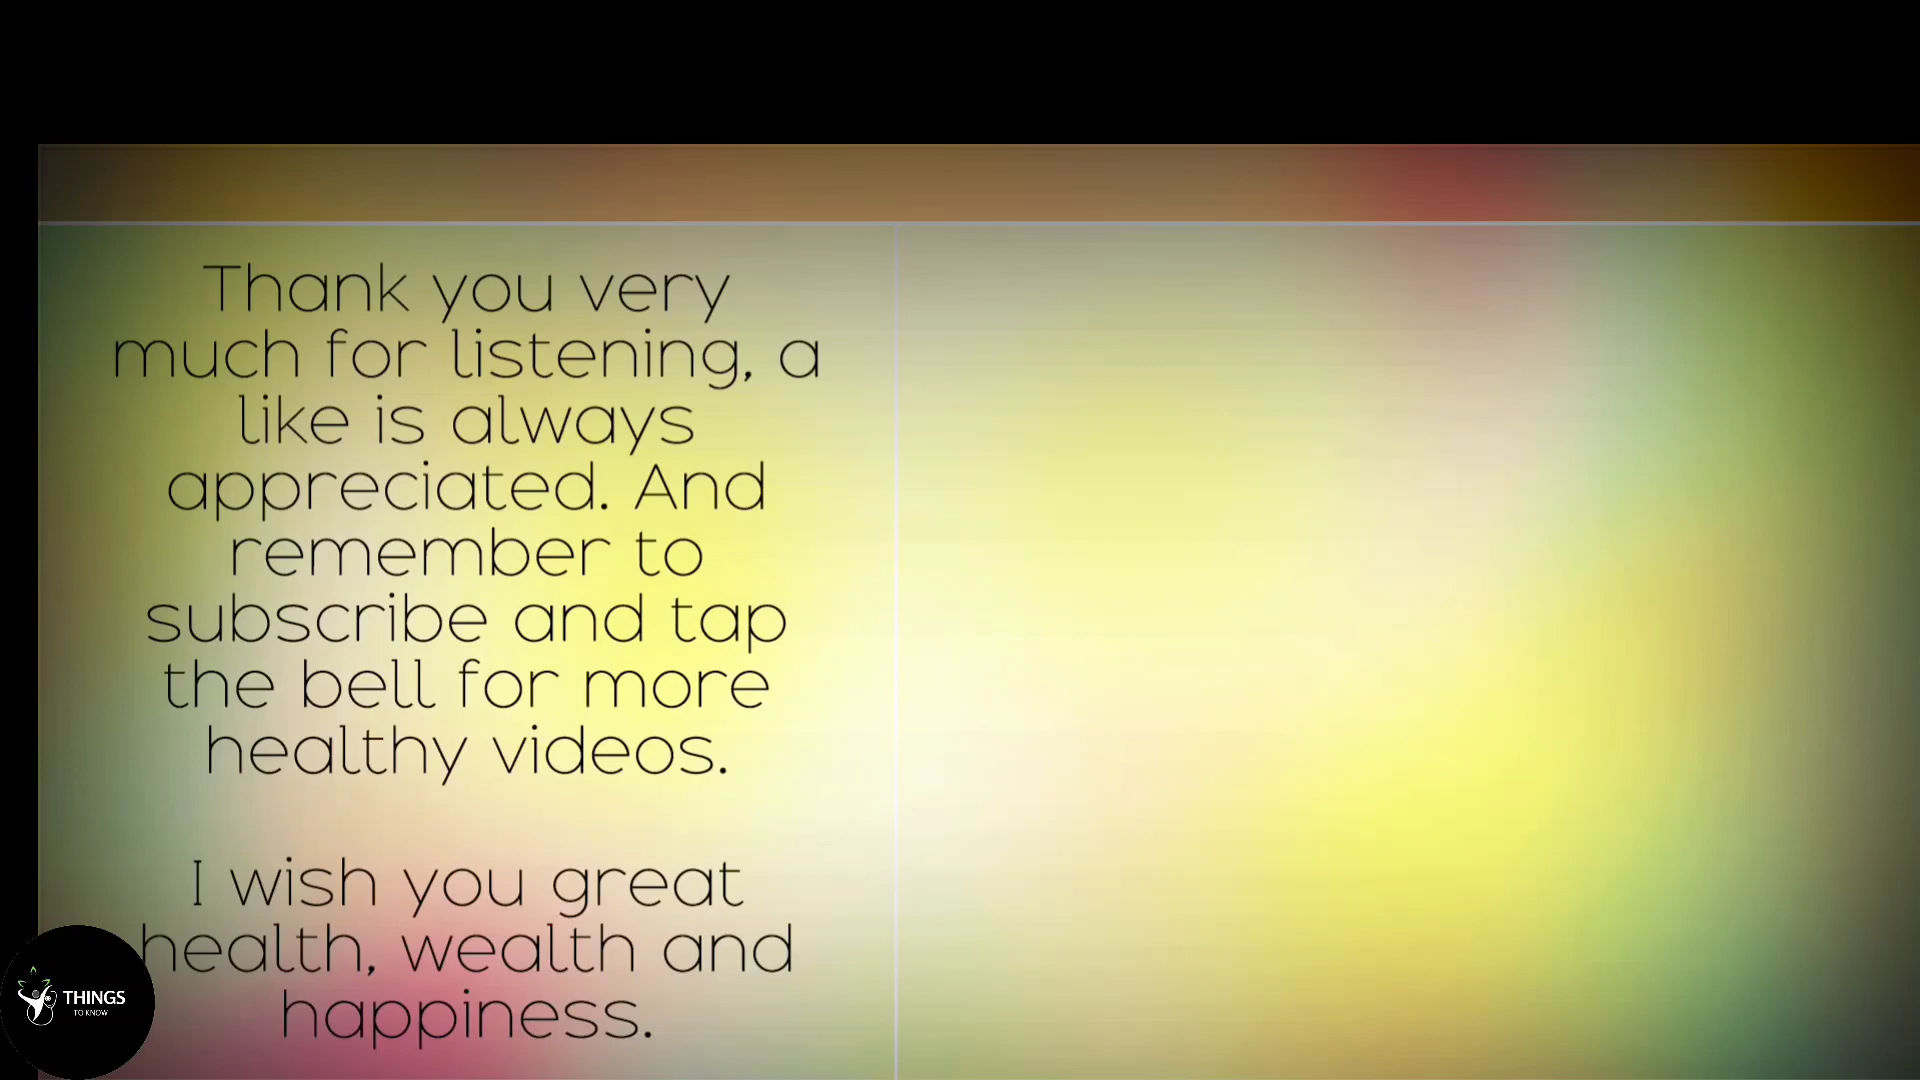 Thank you very
much for listening, a
like is always
appreciated. And
remember to
subscribe and tap
the bell for more
healthy videos.
I wish you great
health, wealth and
happiness.
THINGS
TO KNOW